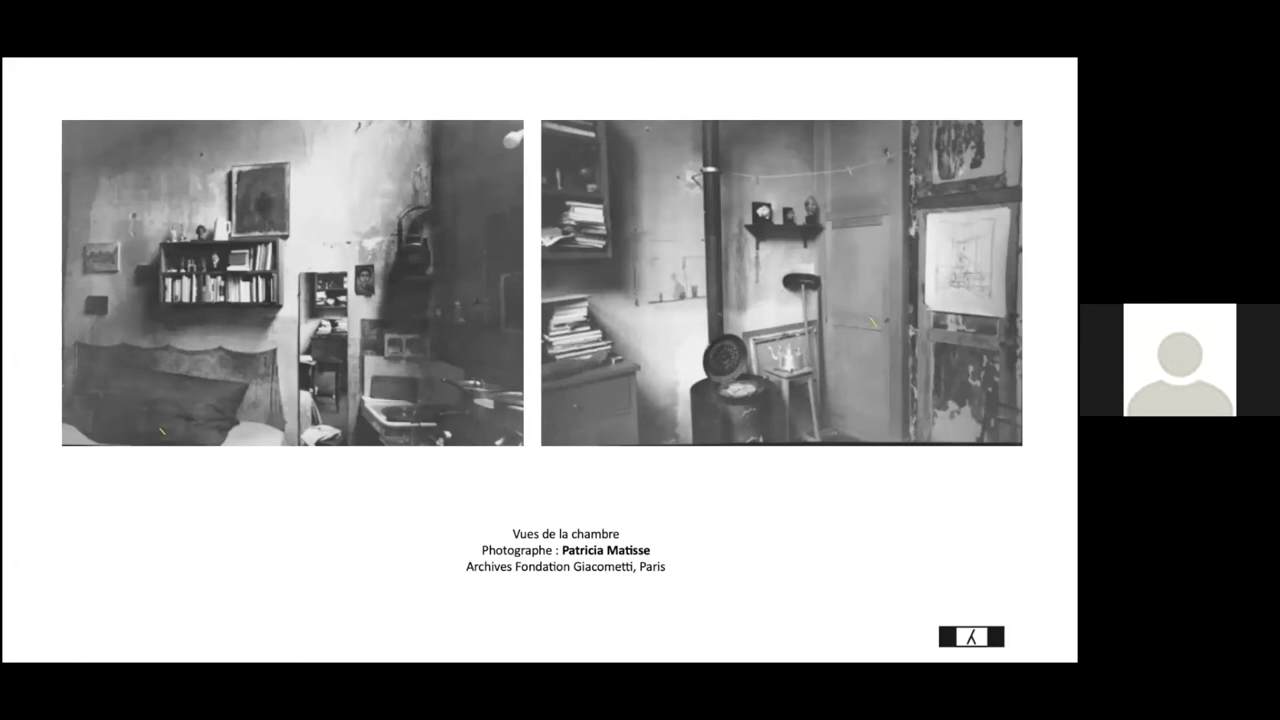 Vues de la chambre
Photographe : Patricia Matisse
Archives Fondation Giacometti, Paris